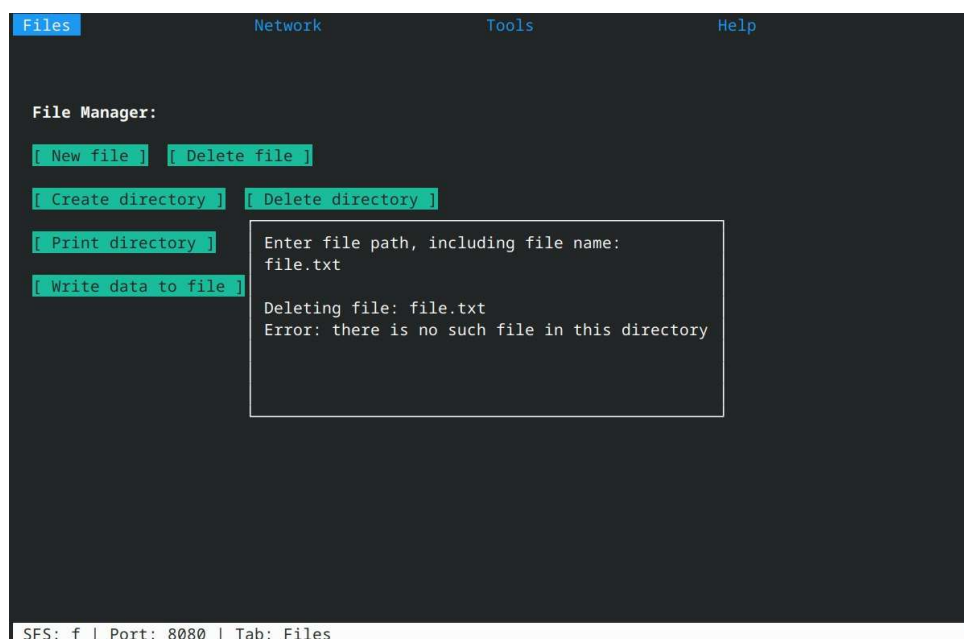 Files Network Tools Help
File Manager:
[ New file ] [ Delete file ]
[ Create directory ] [ Delete directory ]
[ Print directory ]
[ Write data to file ]
Enter file path, including file name:
file.txt
Deleting file: file.txt
Error: there is no such file in this directory
SFS: f | Port: 8080 | Tab: Files